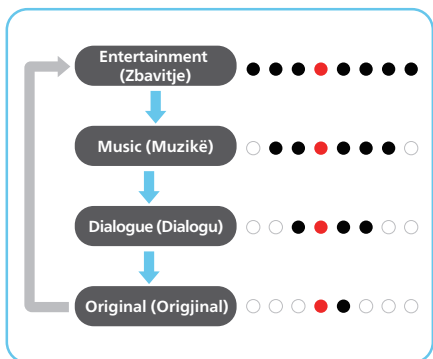 Entertainment
(Zbavitje)
Music (Muzikë)
Dialogue (Dialogu)
Original (Origjinal)